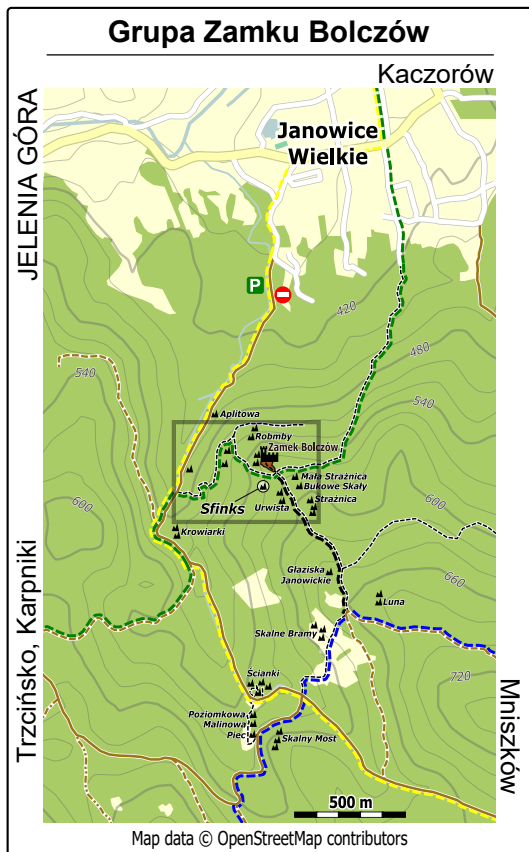 Grupa Zamku Bolczów
Kaczorów
JELENIA GÓRA
Janowice
Wielkie
P
420
480
540
540
Aplitowa
Robmby
Zamek Bolczów
Mała Strażnica
Bukowe Skały
Sfinks
Urwista
Strażnica
600
600
Krowiarki
Głaziska
Janowickie
660
Luna
Skalne Bramy
Trzcińsko, Karpniki
Ścianki
720
Mniszków
Poziomkowa
Malinowa
Piec
Skalny Most
500 m
Map data © OpenStreetMap contributors